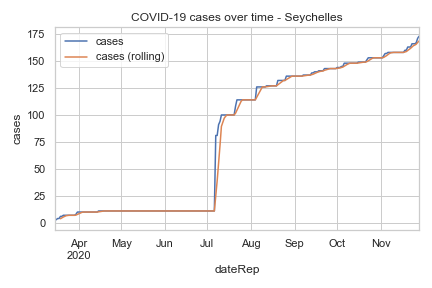 COVID-19 cases over time - Seychelles
cases
cases (rolling)
175
150
125
100
75
50
25
0
cases
Apr
2020
May
Jun
Jul
Aug
Sep
Oct
Nov
dateRep